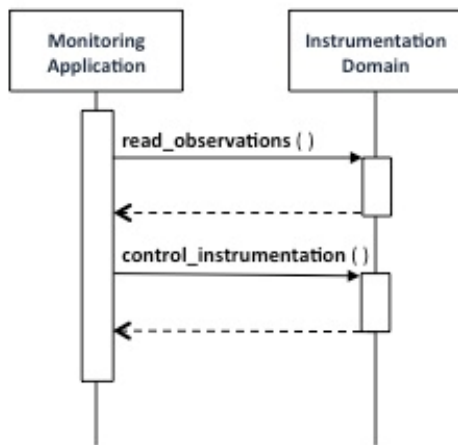 Monitoring
Application
Instrumentation
Domain
read_observations ( )
control_instrumentation ( )